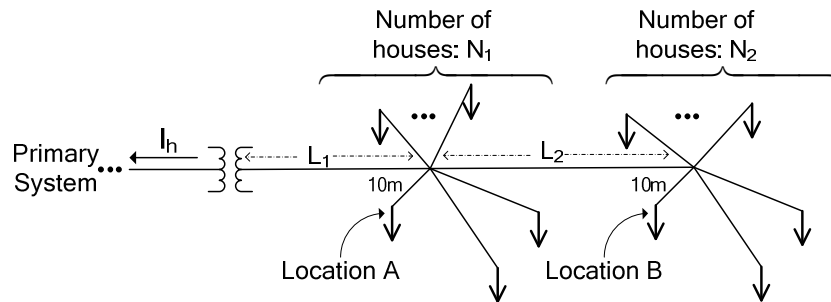 Number of
houses: N₁
Number of
houses: N₂
•••
•••
Iₕ
Primary
System •••
L₁
L₂
10m
10m
Location A
Location B